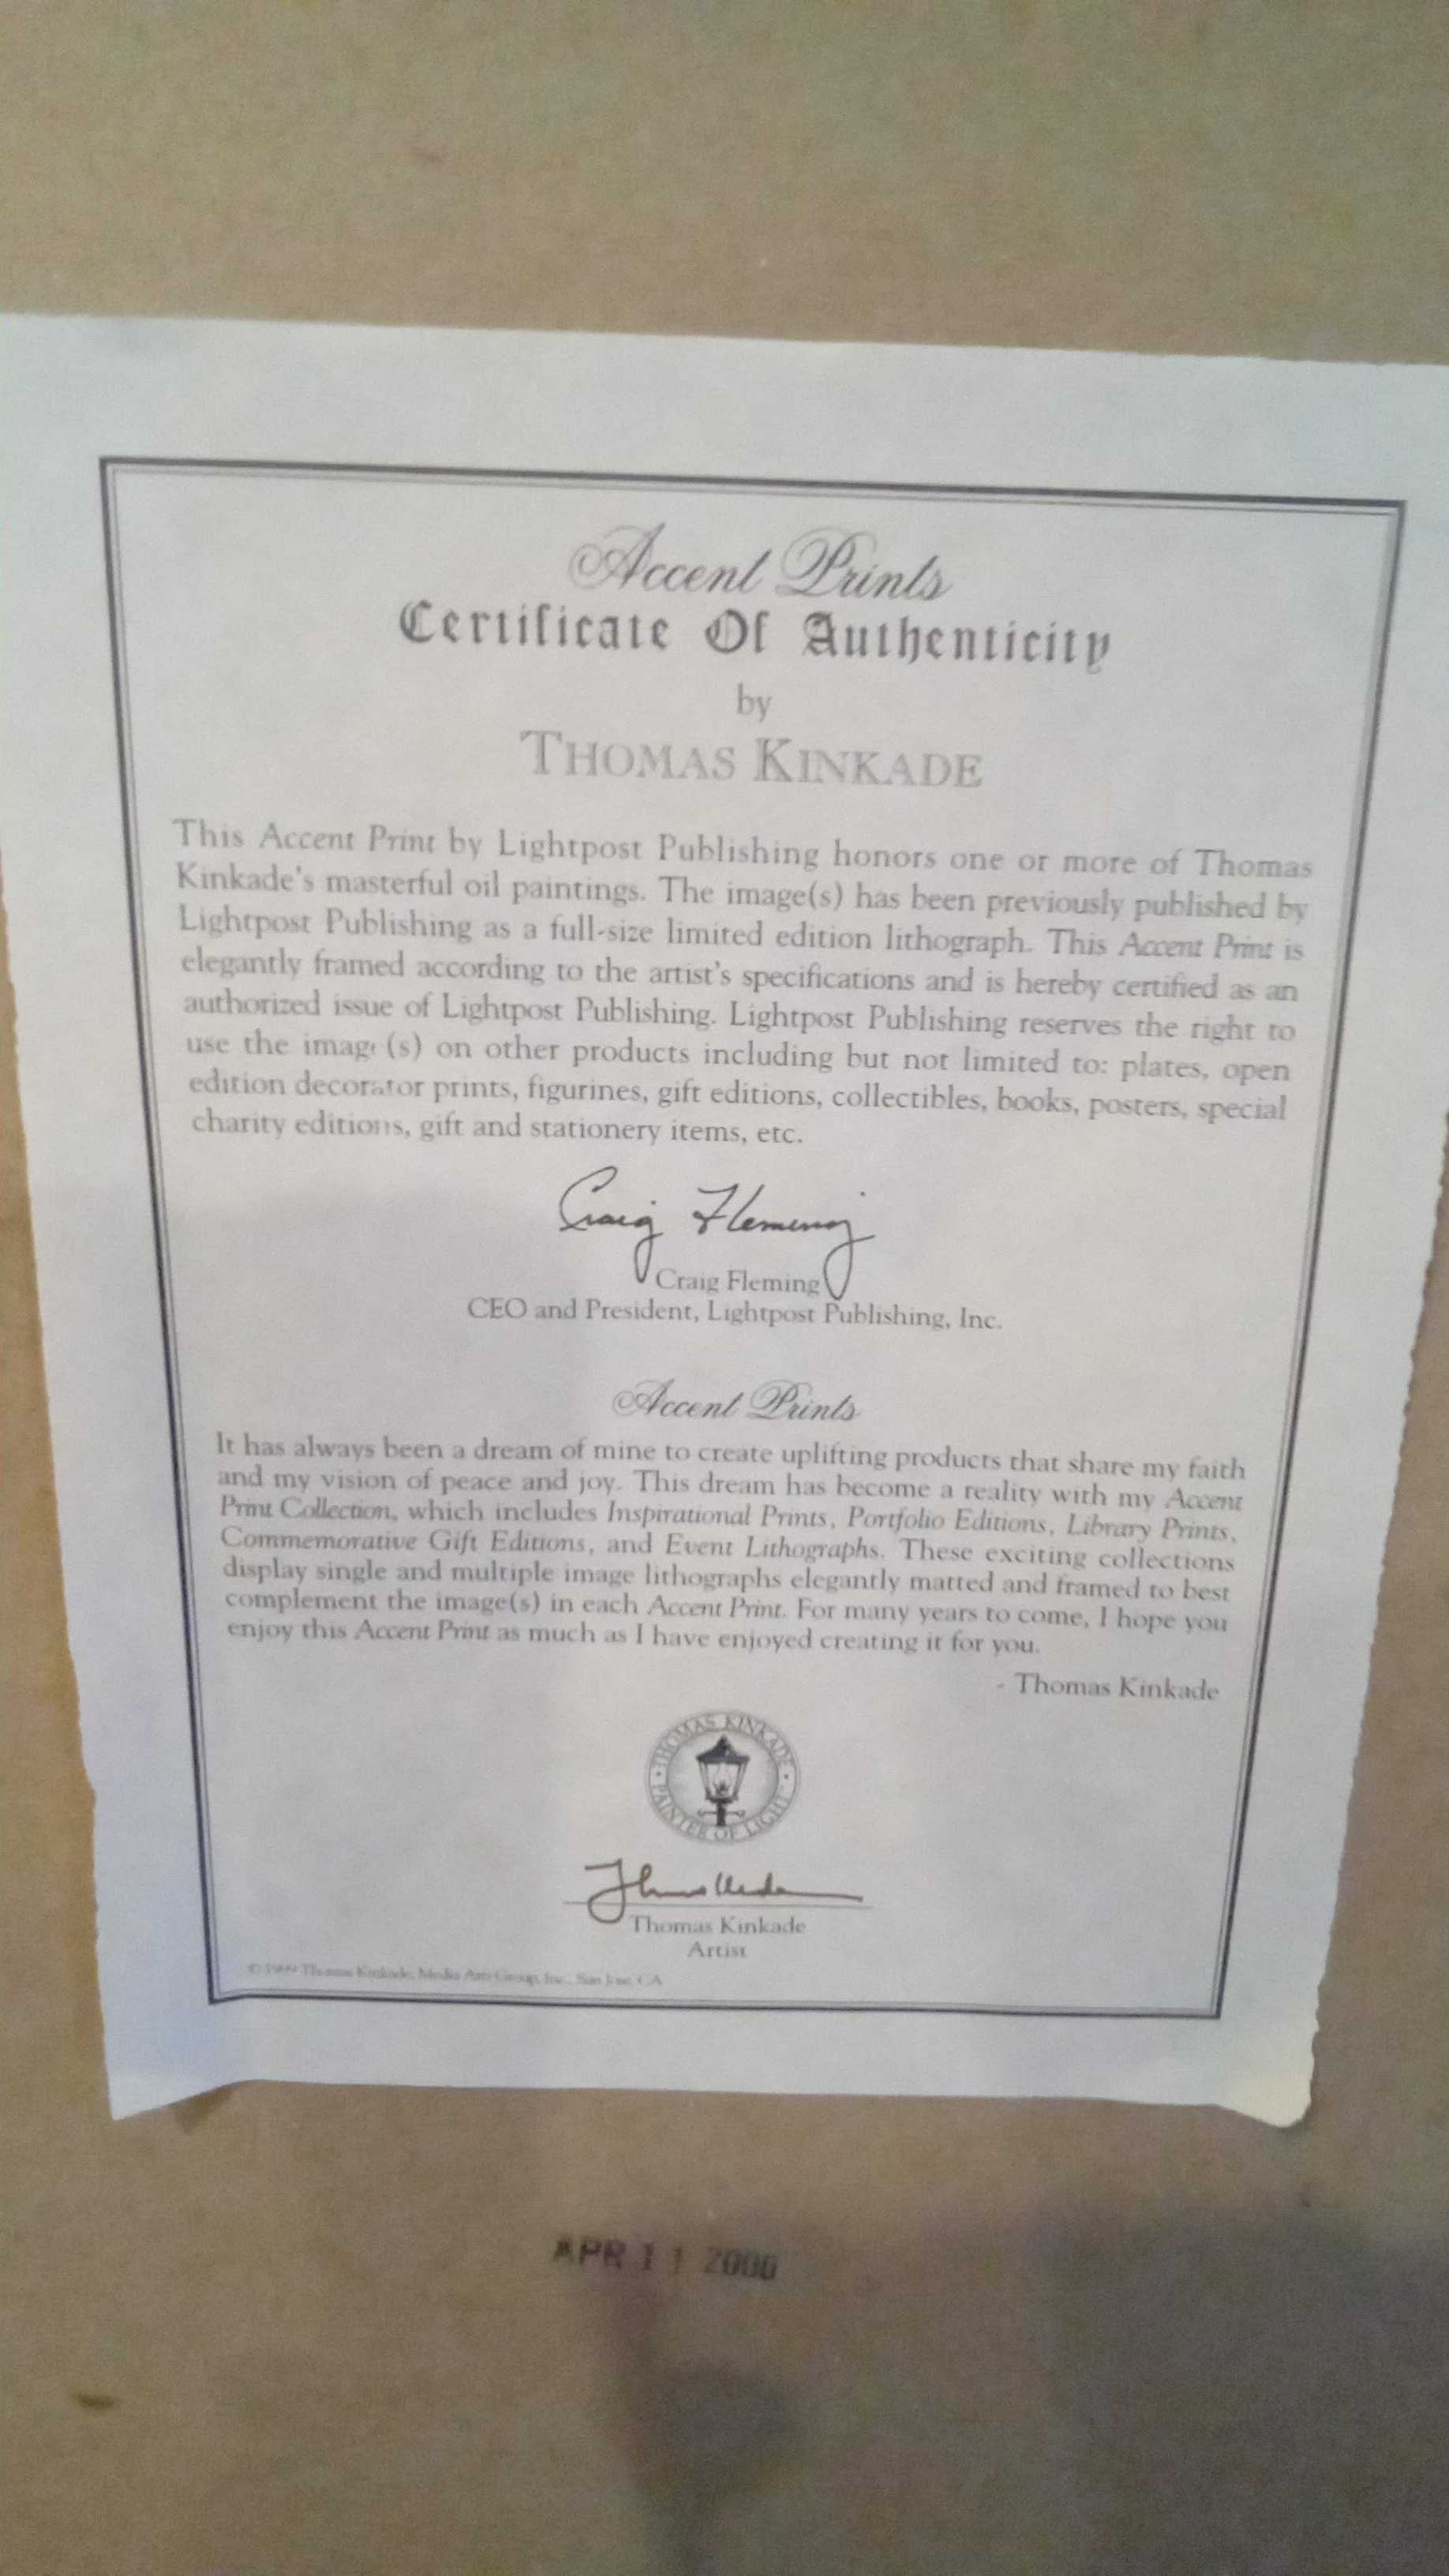 Accent Prints
Certificate Of Authenticity
by
THOMAS KINKADE
This Accent Print by Lightpost Publishing honors one or more of Thomas
Kinkade's masterful oil paintings. The image(s) has been previously published by
Lightpost Publishing as a full-size limited edition lithograph. This Accent Print is
elegantly framed according to the artist's specifications and is hereby certified as an
authorized issue of Lightpost Publishing. Lightpost Publishing reserves the right to
use the image(s) on other products including but not limited to: plates, open
edition decorator prints, figurines, gift editions, collectibles, books, posters, special
charity editions, gift and stationery items, etc.
Craig Fleming
Craig Fleming
CEO and President, Lightpost Publishing, Inc.
Accent Prints
It has always been a dream of mine to create uplifting products that share my faith
and my vision of peace and joy. This dream has become a reality with my Accent
Print Collection, which includes Inspirational Prints, Portfolio Editions, Library Prints,
Commemorative Gift Editions, and Event Lithographs. These exciting collections
display single and multiple image lithographs elegantly matted and framed to best
complement the image(s) in each Accent Print. For many years to come, I hope you
enjoy this Accent Print as much as I have enjoyed creating it for you.
- Thomas Kinkade
THOMAS KINKADE • PAINTER OF LIGHT •
Thomas Kinkade
Artist
© 1999 Thomas Kinkade, Media Arts Group, Inc., San Jose, CA
APR 11 2000